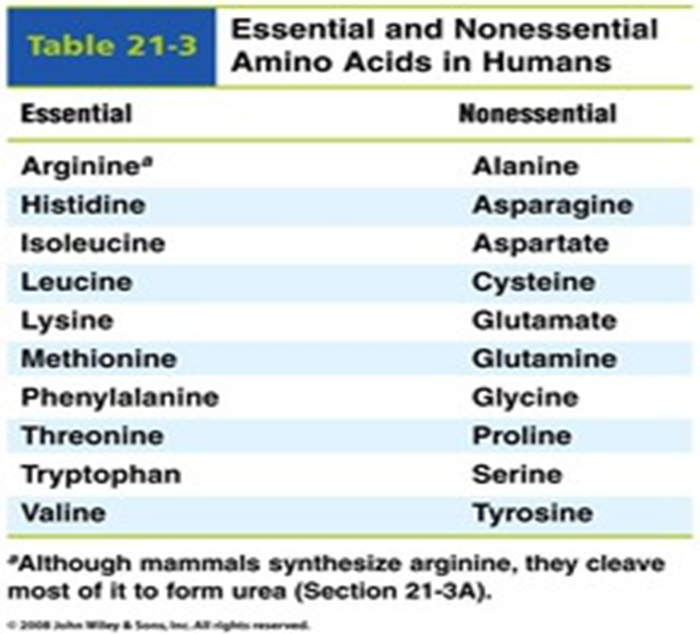 Table 21-3
Essential and Nonessential
Amino Acids in Humans
Essential Nonessential
Arginineᵃ Alanine
Histidine Asparagine
Isoleucine Aspartate
Leucine Cysteine
Lysine Glutamate
Methionine Glutamine
Phenylalanine Glycine
Threonine Proline
Tryptophan Serine
Valine Tyrosine
ᵃAlthough mammals synthesize arginine, they cleave
most of it to form urea (Section 21-3A).
© 2008 John Wiley & Sons, Inc. All rights reserved.